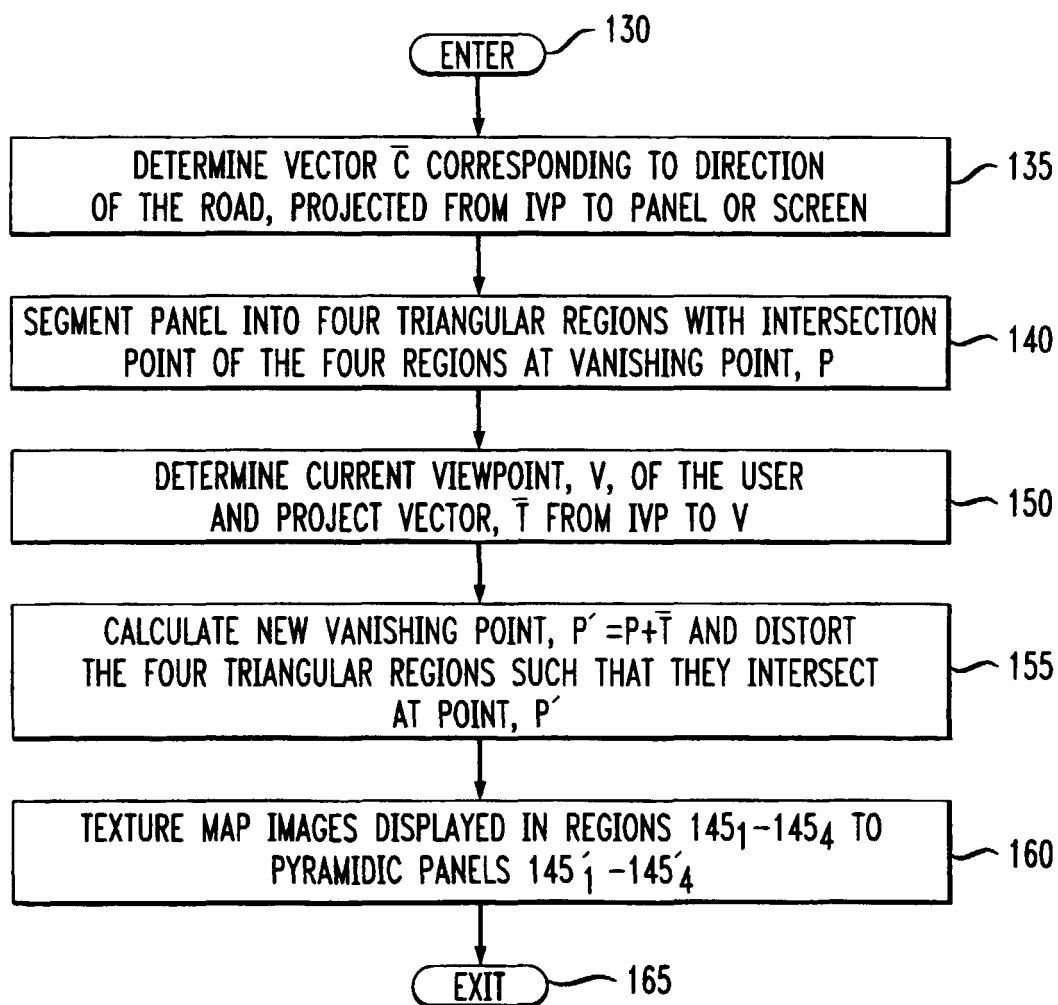 ENTER
130
DETERMINE VECTOR C̅ CORRESPONDING TO DIRECTION
OF THE ROAD, PROJECTED FROM IVP TO PANEL OR SCREEN
135
SEGMENT PANEL INTO FOUR TRIANGULAR REGIONS WITH INTERSECTION
POINT OF THE FOUR REGIONS AT VANISHING POINT, P
140
DETERMINE CURRENT VIEWPOINT, V, OF THE USER
AND PROJECT VECTOR, T̅ FROM IVP TO V
150
CALCULATE NEW VANISHING POINT, P´=P+T̅ AND DISTORT
THE FOUR TRIANGULAR REGIONS SUCH THAT THEY INTERSECT
AT POINT, P´
155
TEXTURE MAP IMAGES DISPLAYED IN REGIONS 145₁–145₄ TO
PYRAMIDIC PANELS 145´₁–145´₄
160
EXIT
165